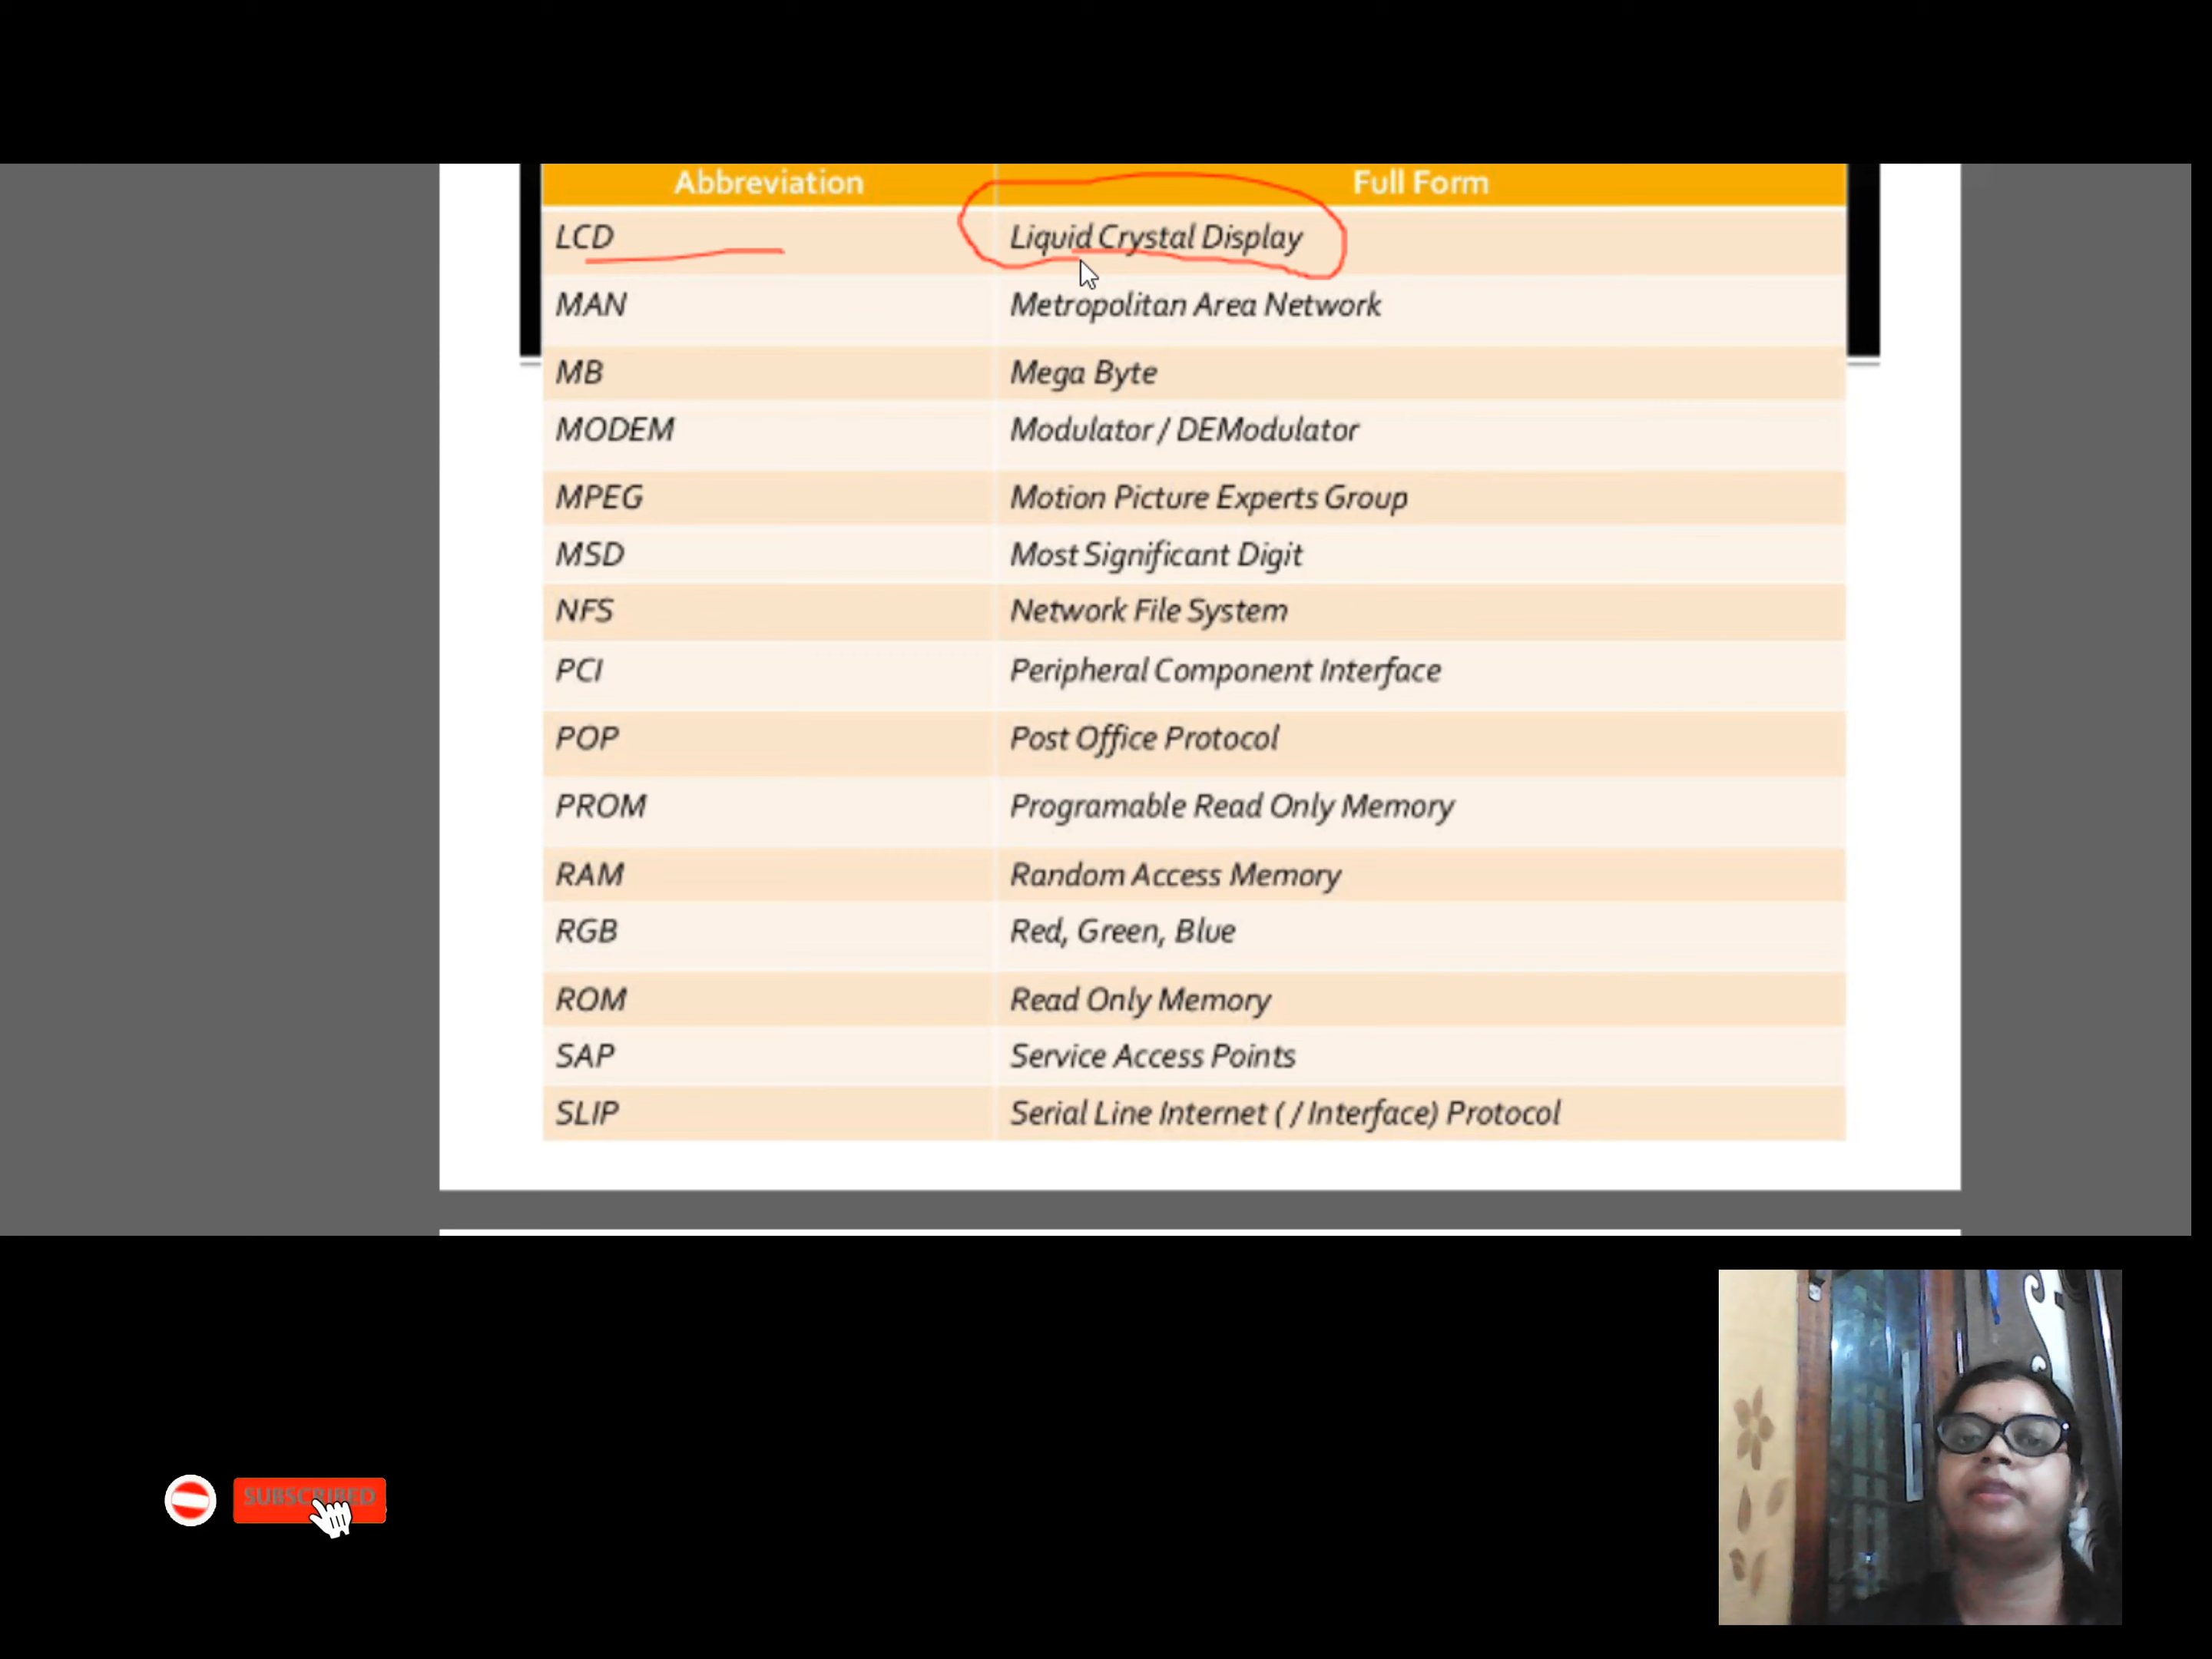 Abbreviation Full Form
LCD Liquid Crystal Display
MAN Metropolitan Area Network
MB Mega Byte
MODEM Modulator / DEModulator
MPEG Motion Picture Experts Group
MSD Most Significant Digit
NFS Network File System
PCI Peripheral Component Interface
POP Post Office Protocol
PROM Programable Read Only Memory
RAM Random Access Memory
RGB Red, Green, Blue
ROM Read Only Memory
SAP Service Access Points
SLIP Serial Line Internet ( / Interface) Protocol
SUBSCRIBED